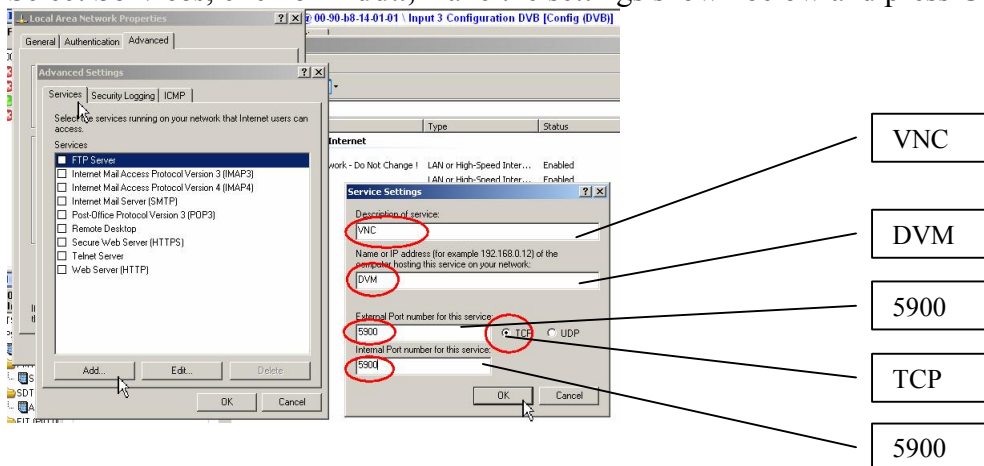 Local Area Network Properties
00-90-b8-14-01-01 \ Input 3 Configuration DVB [Config (DVB)]
General
Authentication
Advanced
Advanced Settings
Services
Security Logging
ICMP
Select the services running on your network that Internet users can
access.
Services
FTP Server
Internet Mail Access Protocol Version 3 (IMAP3)
Internet Mail Access Protocol Version 4 (IMAP4)
Internet Mail Server (SMTP)
Post-Office Protocol Version 3 (POP3)
Remote Desktop
Secure Web Server (HTTPS)
Telnet Server
Web Server (HTTP)
Add...
Edit...
Delete
OK
Cancel
Type
Status
Internet
work - Do Not Change !
LAN or High-Speed Inter...
Enabled
LAN or High-Speed Inter...
Enabled
Service Settings
Description of service:
VNC
Name or IP address (for example 192.168.0.12) of the
computer hosting this service on your network:
DVM
External Port number for this service:
5900
TCP
UDP
Internal Port number for this service:
5900
OK
Cancel
VNC
DVM
5900
TCP
5900